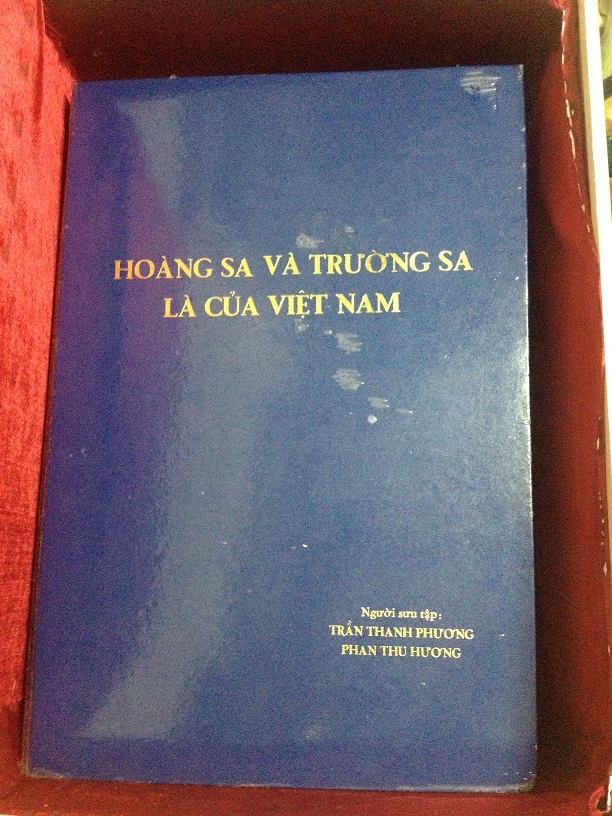 HOÀNG SA VÀ TRƯỜNG SA
LÀ CỦA VIỆT NAM
Người sưu tập:
TRẦN THANH PHƯƠNG
PHAN THU HƯƠNG